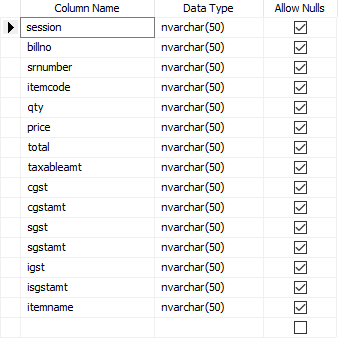 Column Name Data Type Allow Nulls
session nvarchar(50)
billno nvarchar(50)
srnumber nvarchar(50)
itemcode nvarchar(50)
qty nvarchar(50)
price nvarchar(50)
total nvarchar(50)
taxableamt nvarchar(50)
cgst nvarchar(50)
cgstamt nvarchar(50)
sgst nvarchar(50)
sgstamt nvarchar(50)
igst nvarchar(50)
isgstamt nvarchar(50)
itemname nvarchar(50)